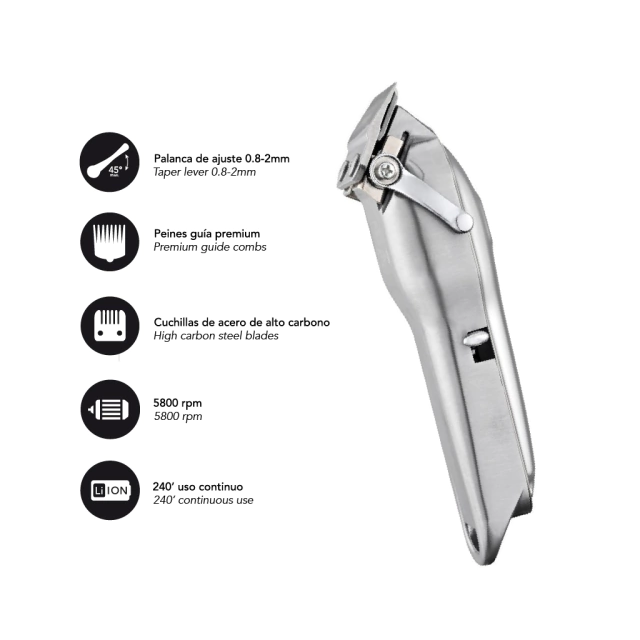 45°
max.
Palanca de ajuste 0.8-2mm
Taper lever 0.8-2mm
Peines guía premium
Premium guide combs
Cuchillas de acero de alto carbono
High carbon steel blades
5800 rpm
5800 rpm
Li ION
240’ uso continuo
240’ continuous use